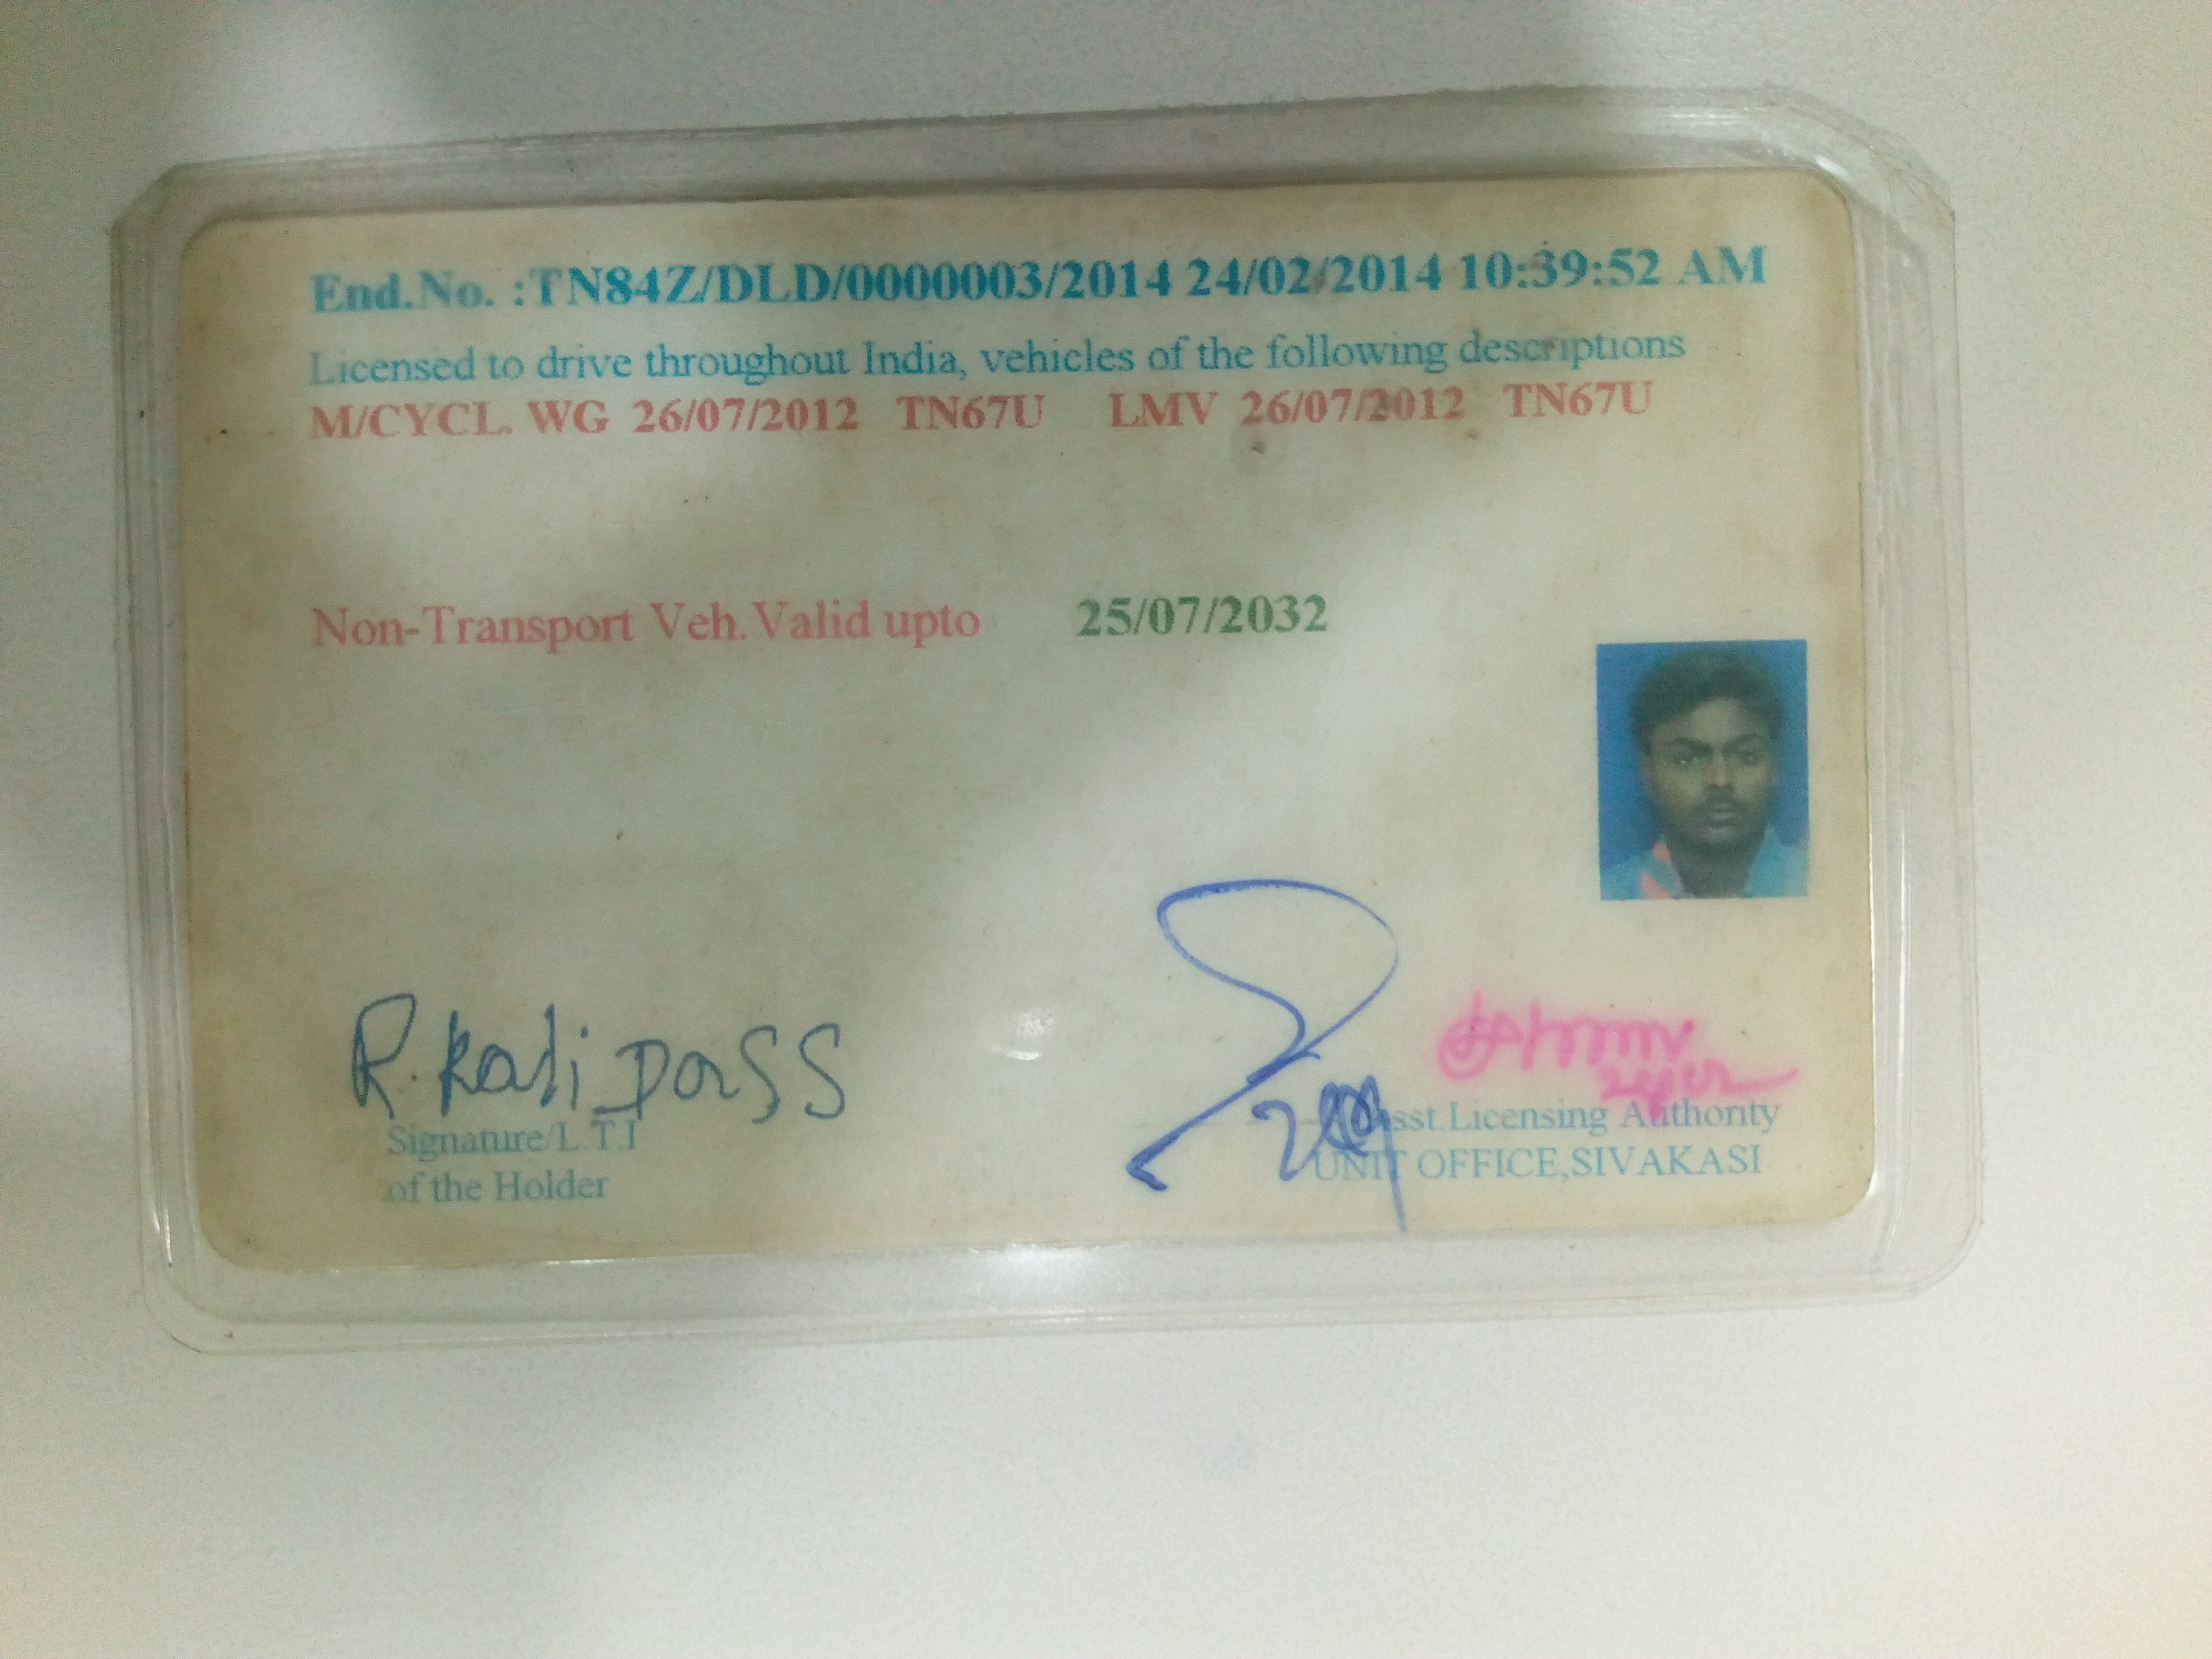 End.No. :TN84Z/DLD/0000003/2014 24/02/2014 10:39:52 AM
Licensed to drive throughout India, vehicles of the following descriptions
M/CYCL. WG 26/07/2012 TN67U LMV 26/07/2012 TN67U
Non-Transport Veh.Valid upto 25/07/2032
R. Kali Dass
Signature/L.T.I
of the Holder
Asst Licensing Authority
UNIT OFFICE,SIVAKASI